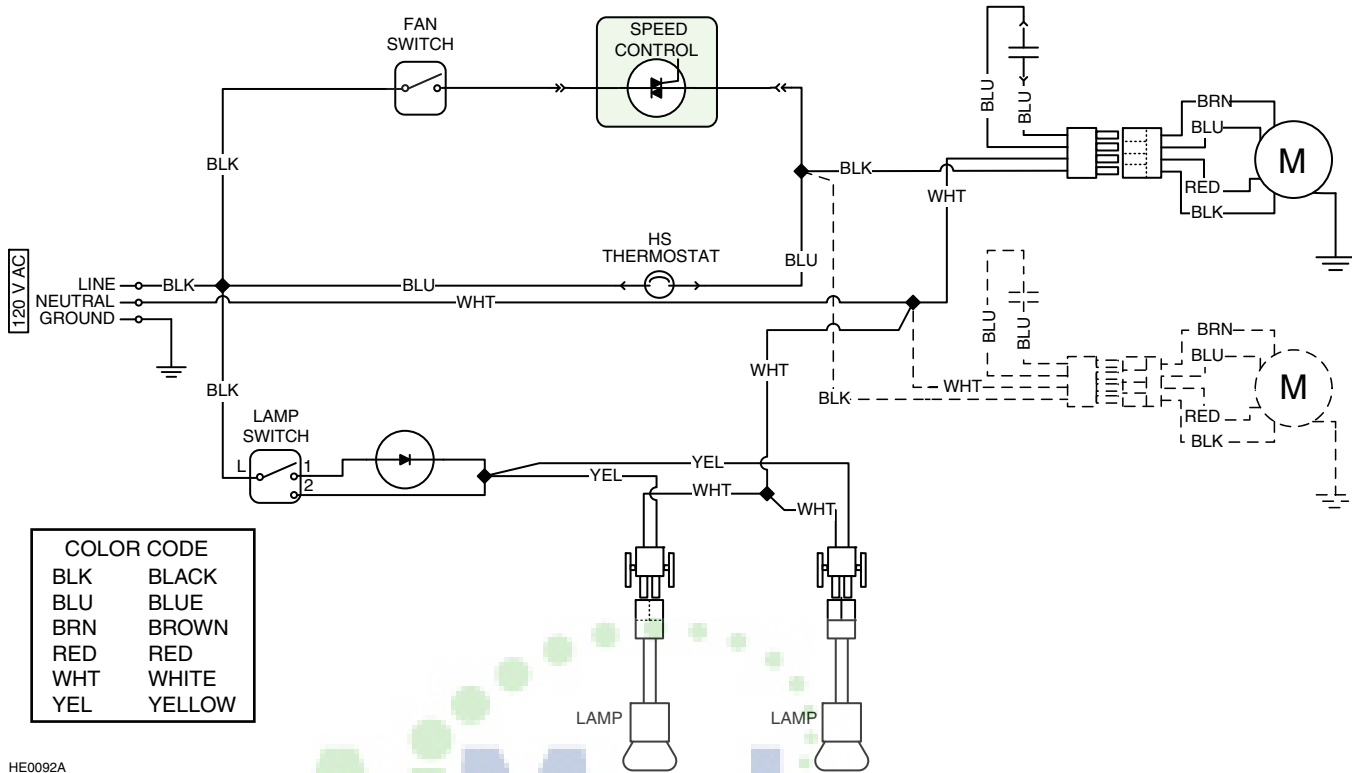 FAN
SWITCH
SPEED
CONTROL
BLU
BLU
BRN
BLU
M
RED
BLK
BLK
BLK
WHT
HS
THERMOSTAT
BLU
120 V AC
LINE
BLK
BLU
NEUTRAL
WHT
GROUND
BLU
BLU
BRN
BLU
M
RED
BLK
WHT
BLK
WHT
BLK
LAMP
SWITCH
L
1
2
YEL
YEL
WHT
WHT
COLOR CODE
BLK BLACK
BLU BLUE
BRN BROWN
RED RED
WHT WHITE
YEL YELLOW
LAMP
LAMP
HE0092A